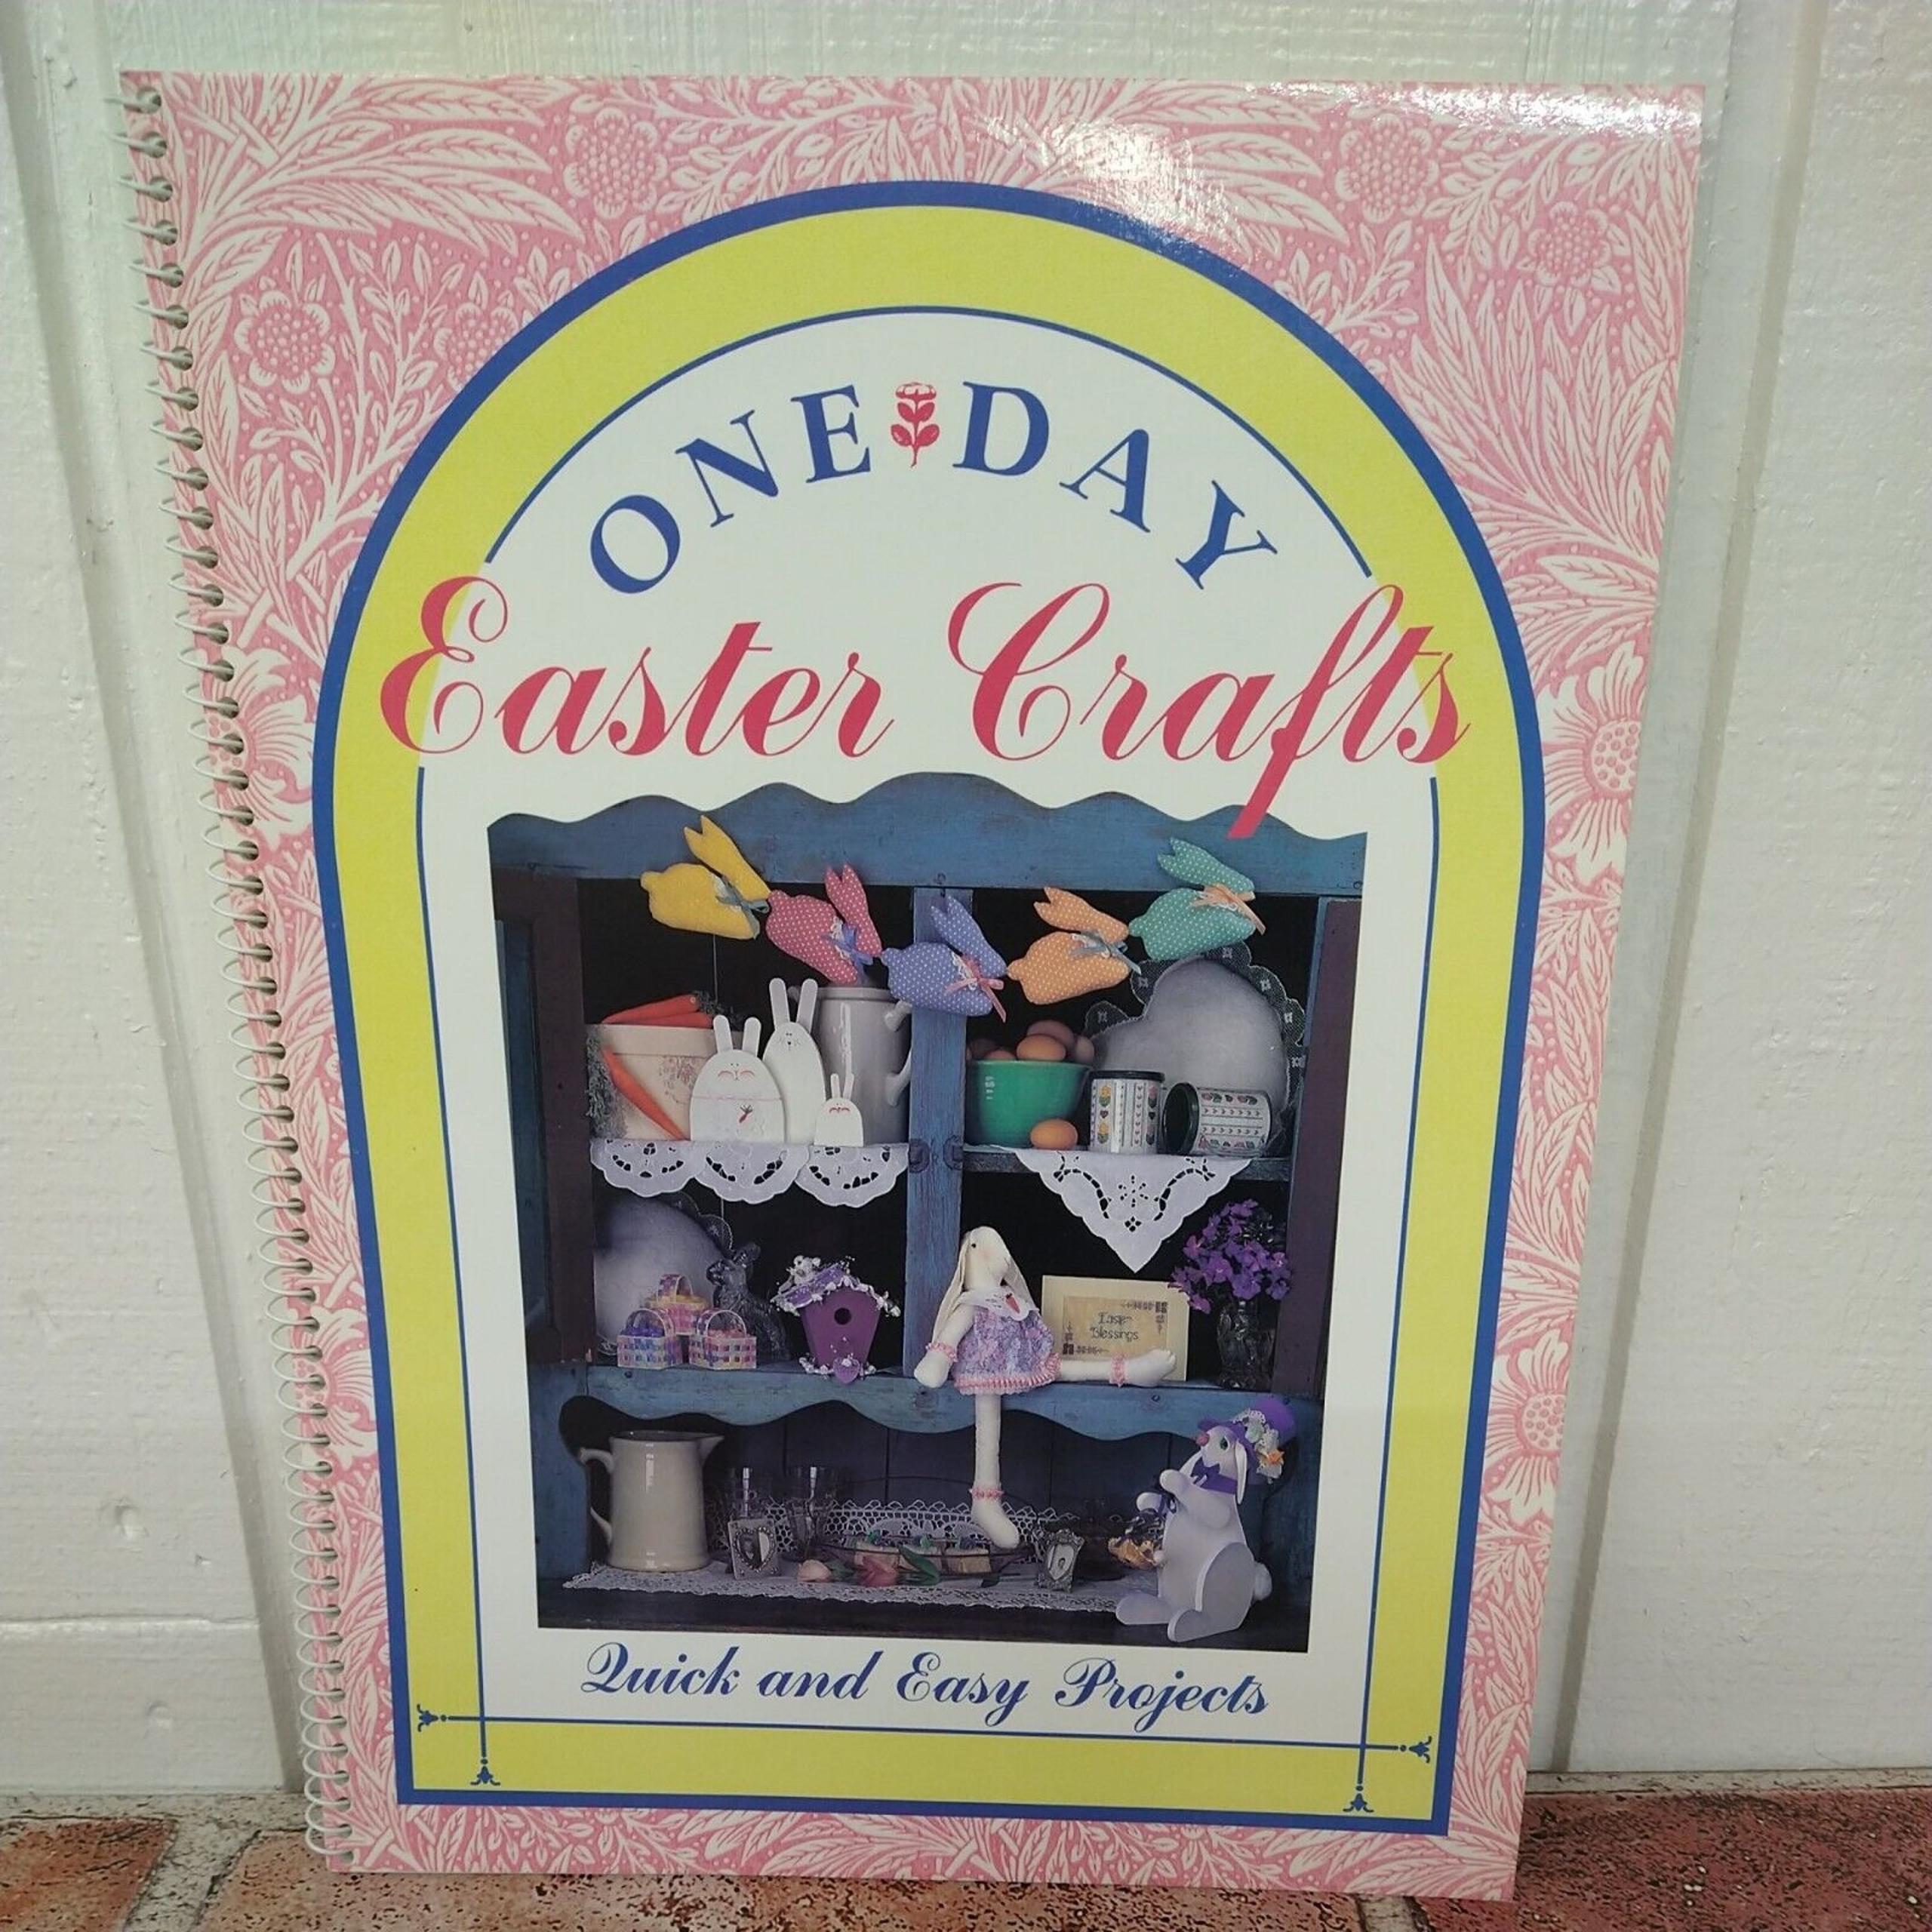 ONE DAY
Easter Crafts
Easter
Blessings
Quick and Easy Projects